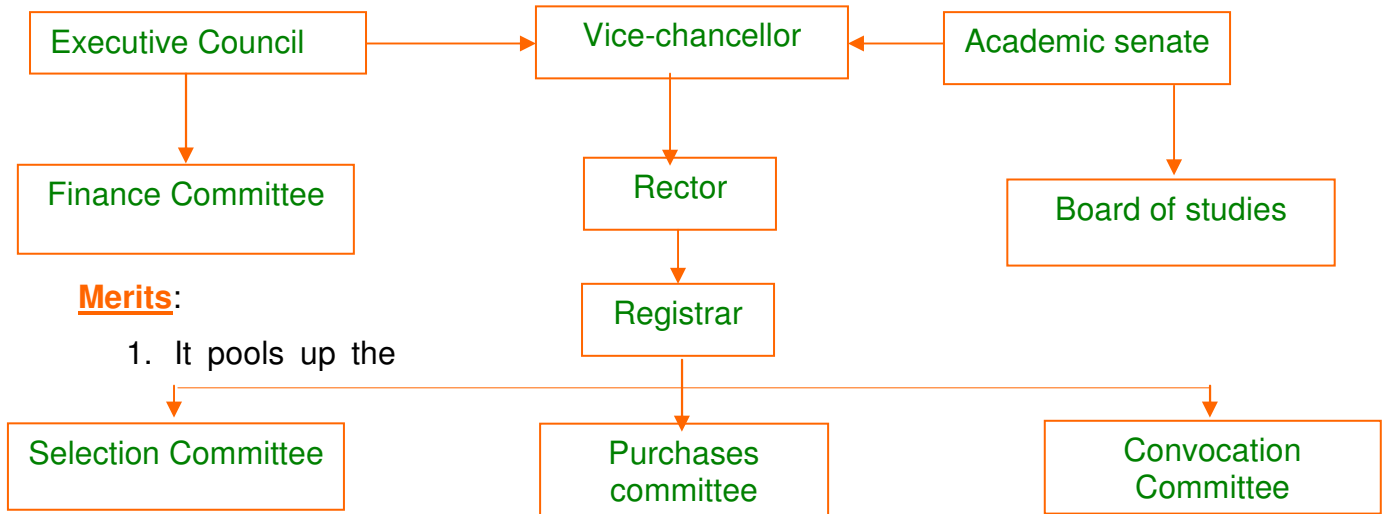 Executive Council
Vice-chancellor
Academic senate
Finance Committee
Rector
Board of studies
Merits:
Registrar
1. It pools up the
Selection Committee
Purchases
committee
Convocation
Committee